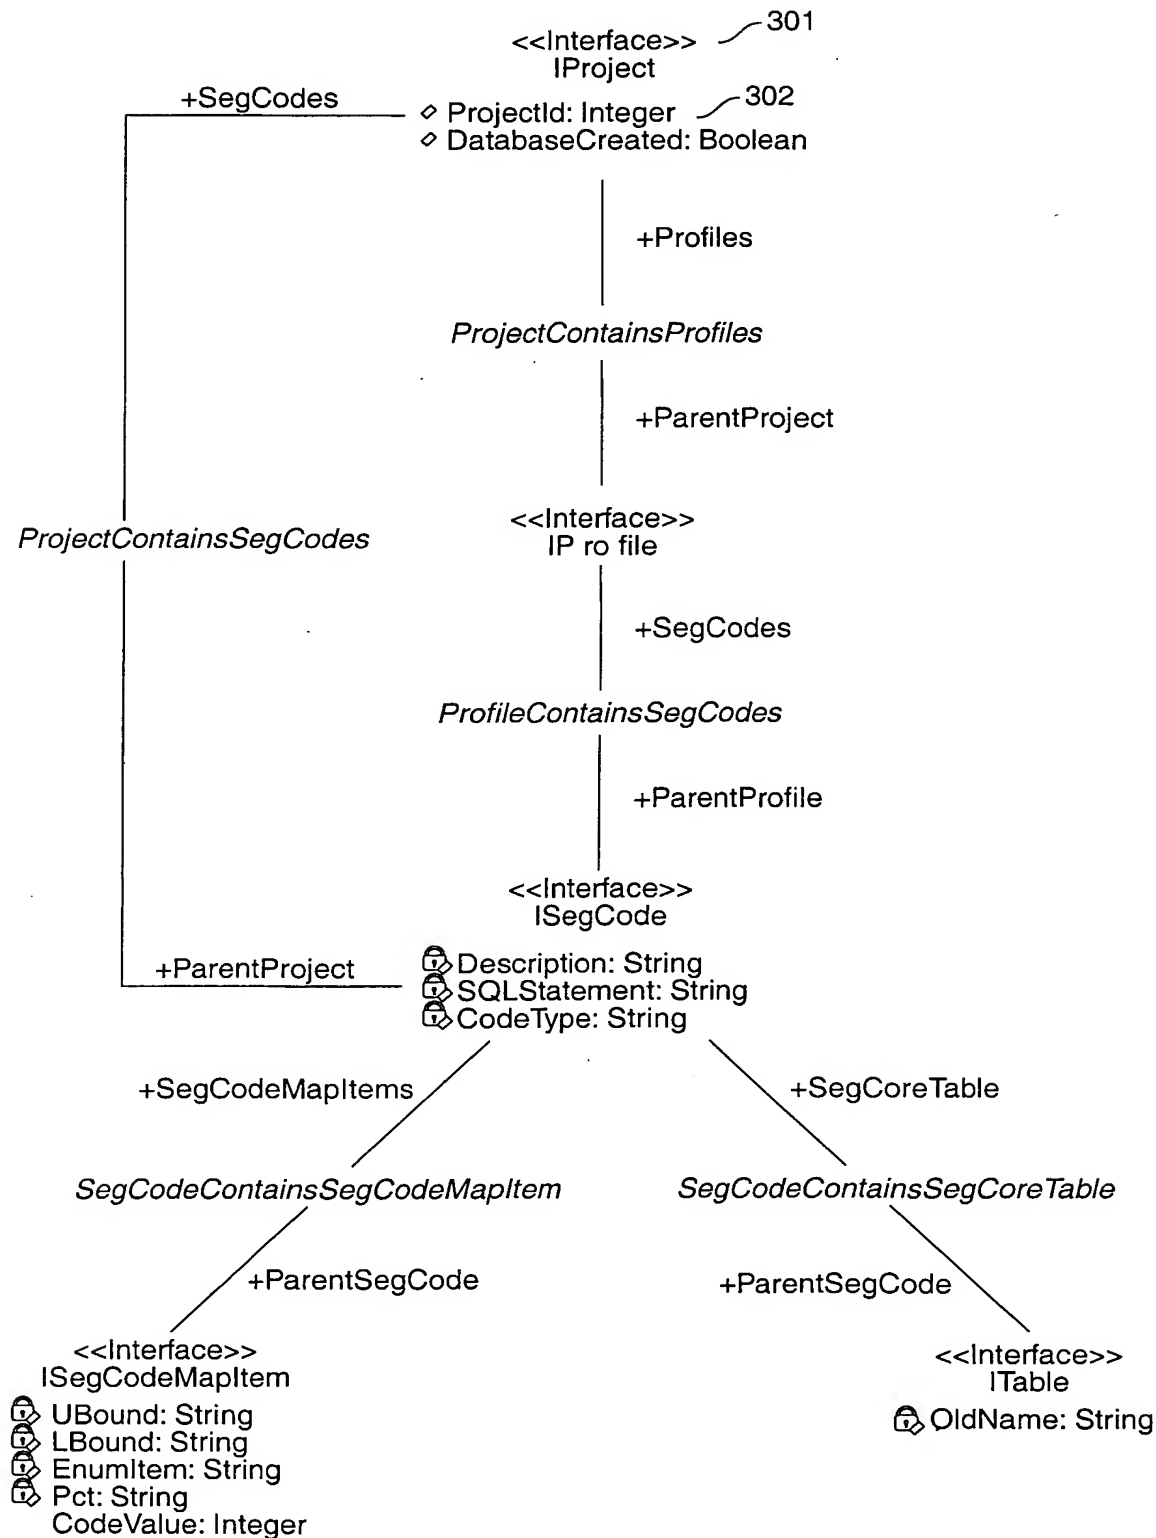 <<Interface>> 301
IProject
+SegCodes
ProjectId: Integer 302
DatabaseCreated: Boolean
+Profiles
ProjectContainsProfiles
+ParentProject
ProjectContainsSegCodes
<<Interface>>
IP ro file
+SegCodes
ProfileContainsSegCodes
+ParentProfile
<<Interface>>
ISegCode
+ParentProject
Description: String
SQLStatement: String
CodeType: String
+SegCodeMapItems
+SegCoreTable
SegCodeContainsSegCodeMapItem
SegCodeContainsSegCoreTable
+ParentSegCode
+ParentSegCode
<<Interface>>
ISegCodeMapItem
UBound: String
LBound: String
EnumItem: String
Pct: String
CodeValue: Integer
<<Interface>>
ITable
OldName: String